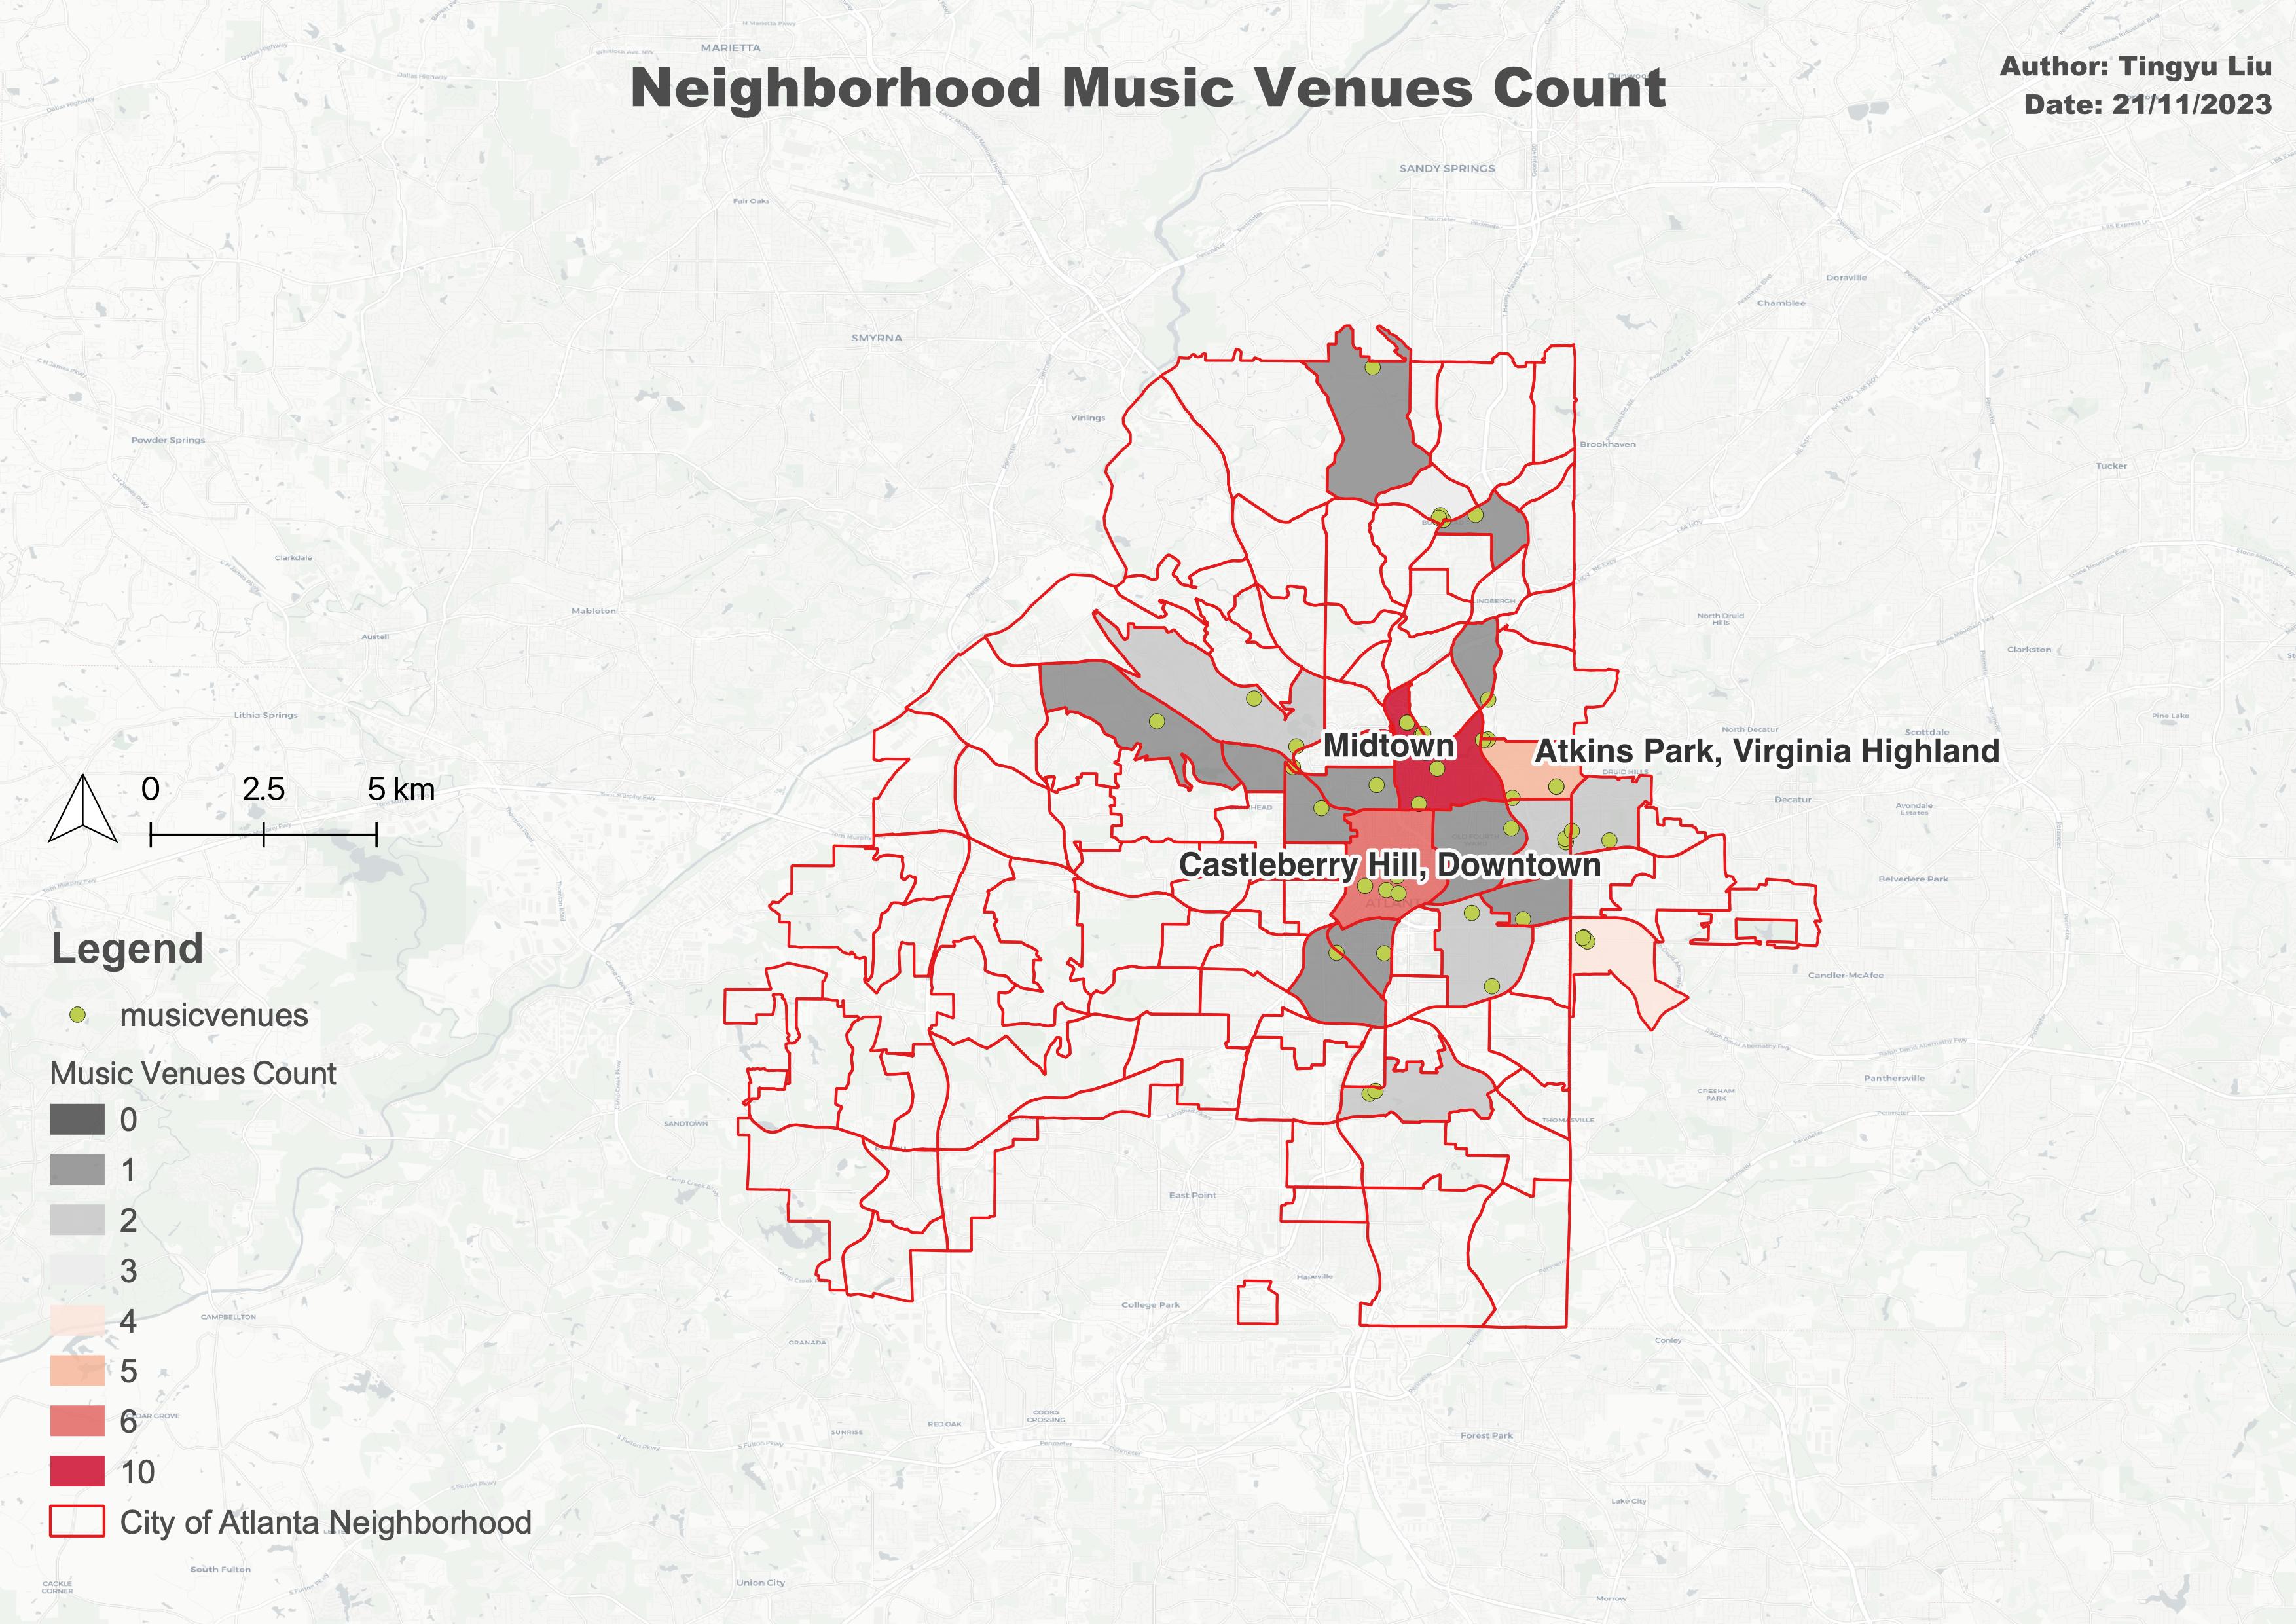 Neighborhood Music Venues Count
Author: Tingyu Liu
Date: 21/11/2023
MARIETTA
SANDY SPRINGS
Fair Oaks
Doraville
Chamblee
SMYRNA
Vinings
Powder Springs
Brookhaven
Tucker
Clarkdale
Mableton
Austell
North Druid
Hills
Clarkston
Lithia Springs
Pine Lake
North Decatur
Scottdale
Midtown
Atkins Park, Virginia Highland
DRUID HILLS
Decatur
Avondale
Estates
0 2.5 5 km
Castleberry Hill, Downtown
Belvedere Park
Candler-McAfee
Legend
musicvenues
Music Venues Count
0
1
2
3
4
5
6
10
City of Atlanta Neighborhood
GRESHAM
PARK
Panthersville
SANDTOWN
East Point
Hapeville
College Park
CAMPBELLTON
GRANADA
Conley
RED OAK
COOKS
CROSSING
SUNRISE
Forest Park
Lake City
South Fulton
Union City
CACKLE
CORNER
Morrow